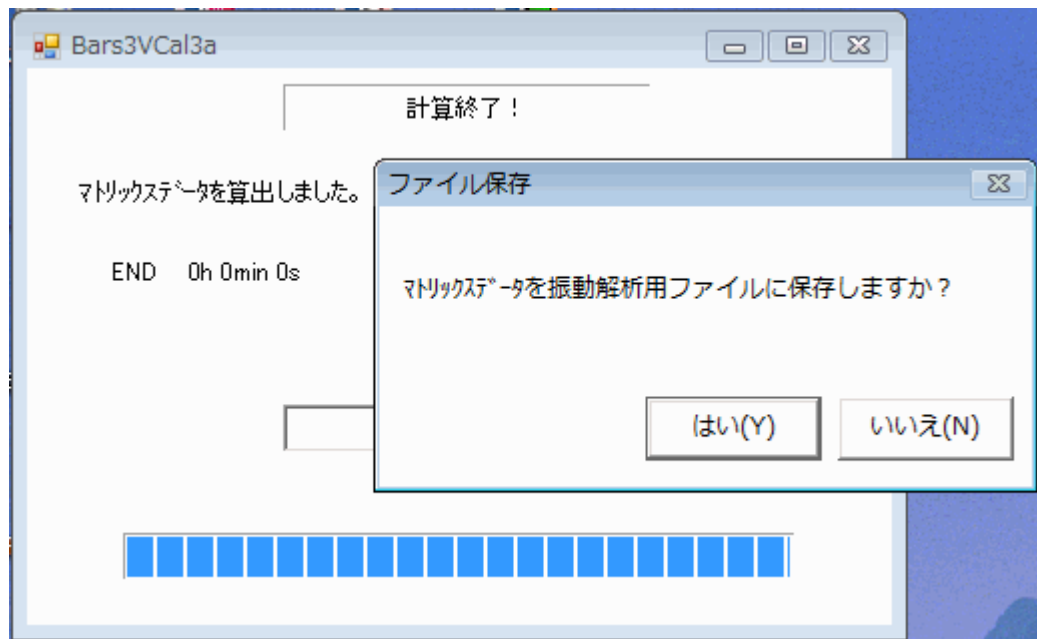 Bars3VCal3a
計算終了！
ﾏﾄﾘｯｸｽﾃﾞｰﾀを算出しました。
END 0h 0min 0s
ファイル保存
ﾏﾄﾘｯｸｽﾃﾞｰﾀを振動解析用ファイルに保存しますか？
はい(Y) いいえ(N)